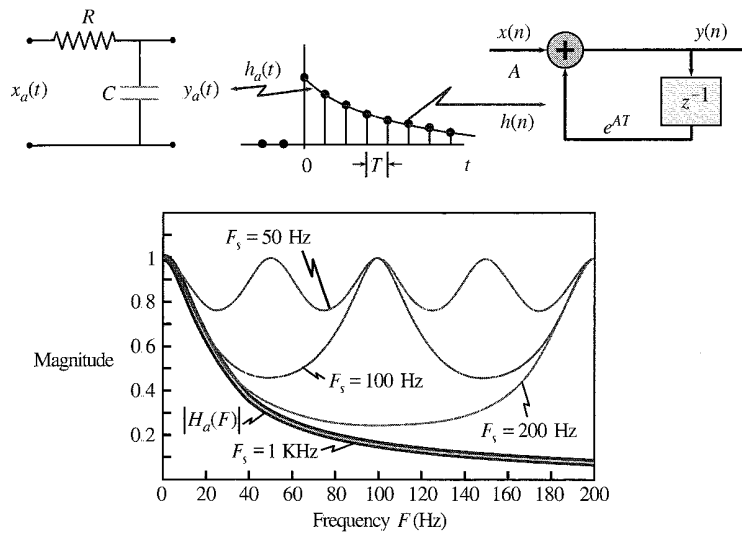 R
x_a(t)
C
y_a(t)
h_a(t)
0
T
t
h(n)
x(n)
A
y(n)
z^{-1}
e^{AT}
F_s = 50 Hz
1
0.8
0.6
0.4
0.2
Magnitude
F_s = 100 Hz
|H_a(F)|
F_s = 1 KHz
F_s = 200 Hz
0 20 40 60 80 100 120 140 160 180 200
Frequency F (Hz)